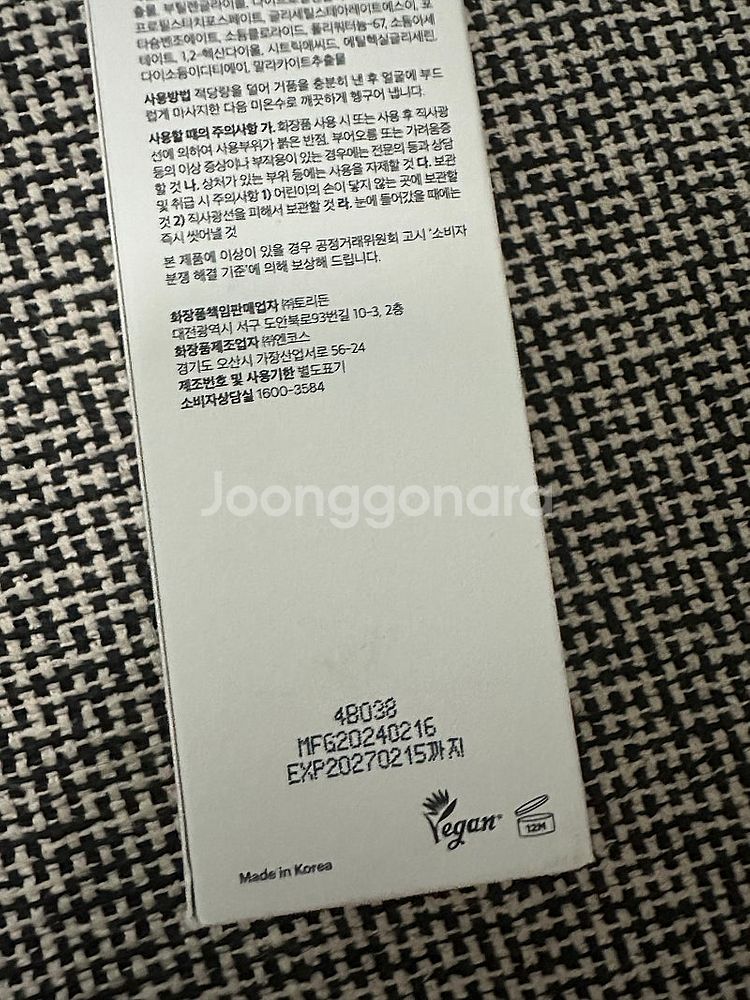 출물, 부틸렌글라이콜,
프로필스타치포스페이트, 글리세릴스테아레이트에스이, 포
타슘벤조에이트, 소듐클로라이드, 폴리쿼터늄-67, 소듐아세
테이트, 1,2-헥산다이올, 시트릭애씨드, 에틸헥실글리세린,
다이소듐이디티에이, 말라카이트추출물
사용방법 적당량을 덜어 거품을 충분히 낸 후 얼굴에 부드
럽게 마사지한 다음 미온수로 깨끗하게 헹구어 냅니다.
사용할 때의 주의사항 가. 화장품 사용 시 또는 사용 후 직사광
선에 의하여 사용부위가 붉은 반점, 부어오름 또는 가려움증
등의 이상 증상이나 부작용이 있는 경우에는 전문의 등과 상담
할 것 나. 상처가 있는 부위 등에는 사용을 자제할 것 다. 보관
및 취급 시 주의사항 1) 어린이의 손이 닿지 않는 곳에 보관할
것 2) 직사광선을 피해서 보관할 것 라. 눈에 들어갔을 때에는
즉시 씻어낼 것
본 제품에 이상이 있을 경우 공정거래위원회 고시 '소비자
분쟁 해결 기준'에 의해 보상해 드립니다.
화장품책임판매업자 ㈜토리든
대전광역시 서구 도안북로93번길 10-3, 2층
화장품제조업자 ㈜엔코스
경기도 오산시 가장산업서로 56-24
제조번호 및 사용기한 별도표기
소비자상담실 1600-3584
Joonggonara
4B038
MFG20240216
EXP20270215까지
Vegan
12M
Made in Korea